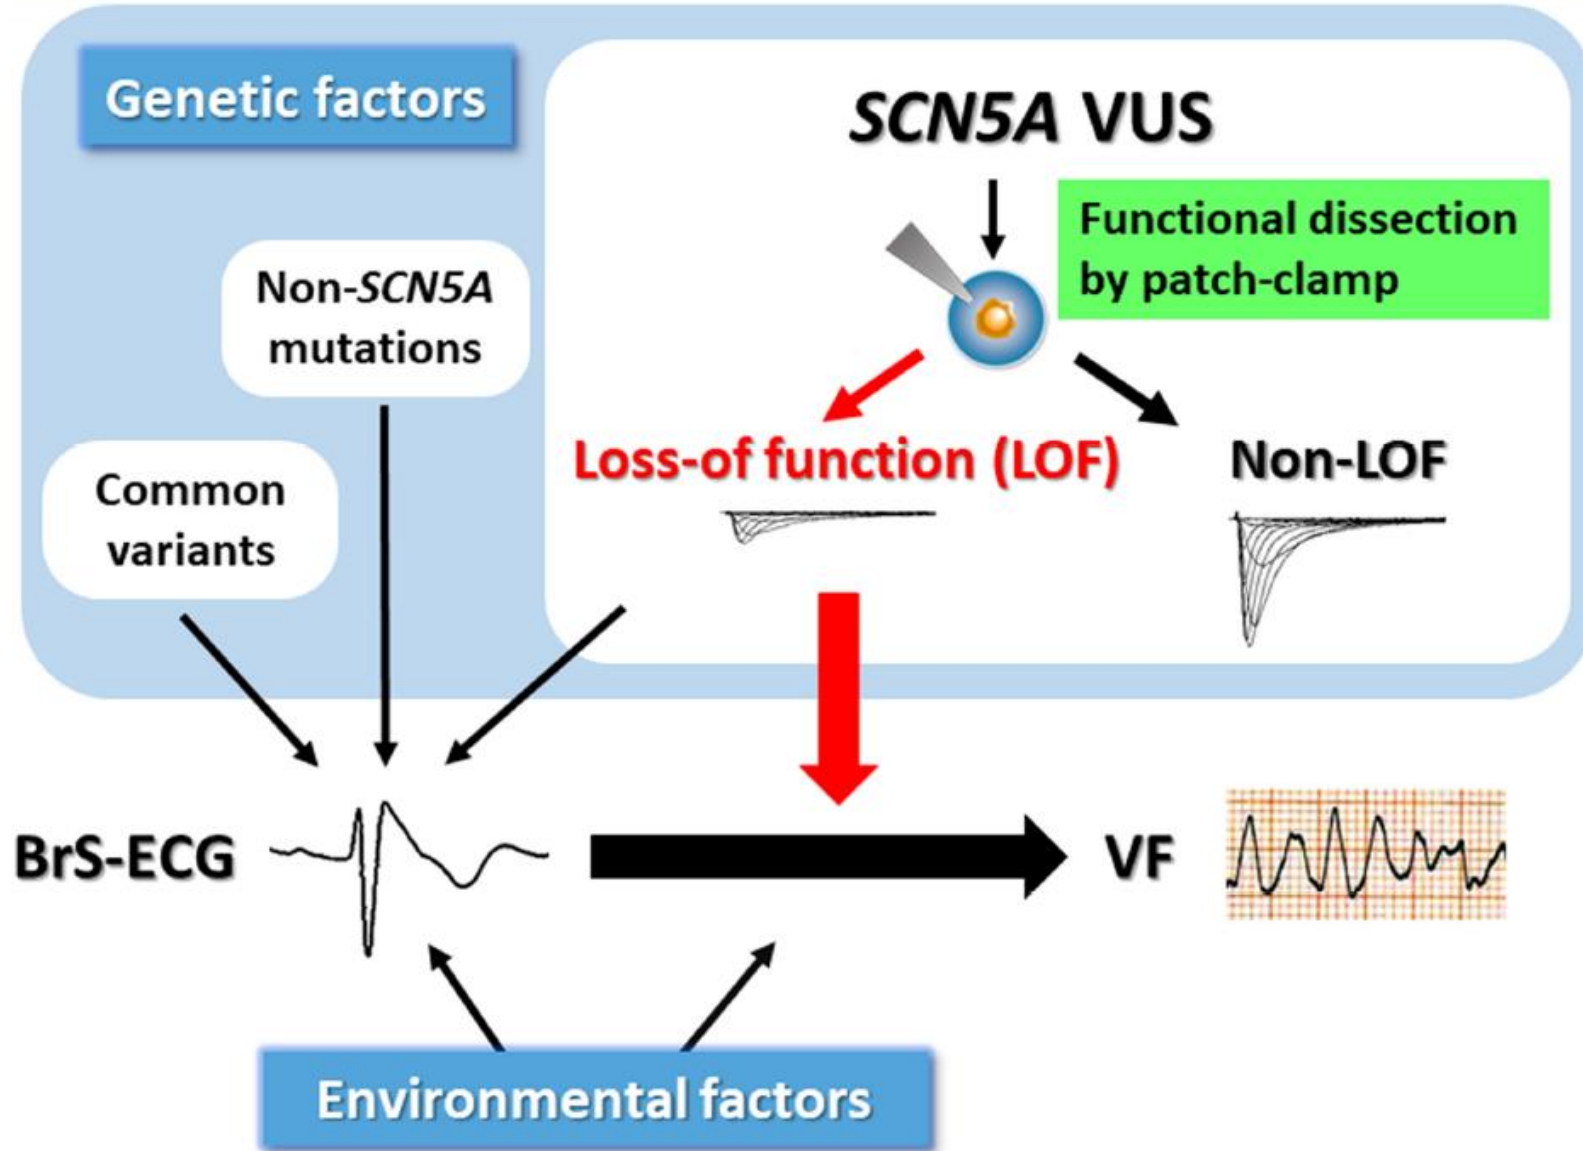 Genetic factors
SCN5A VUS
Functional dissection
by patch-clamp
Non-SCN5A
mutations
Loss-of function (LOF)
Non-LOF
Common
variants
BrS-ECG
VF
Environmental factors